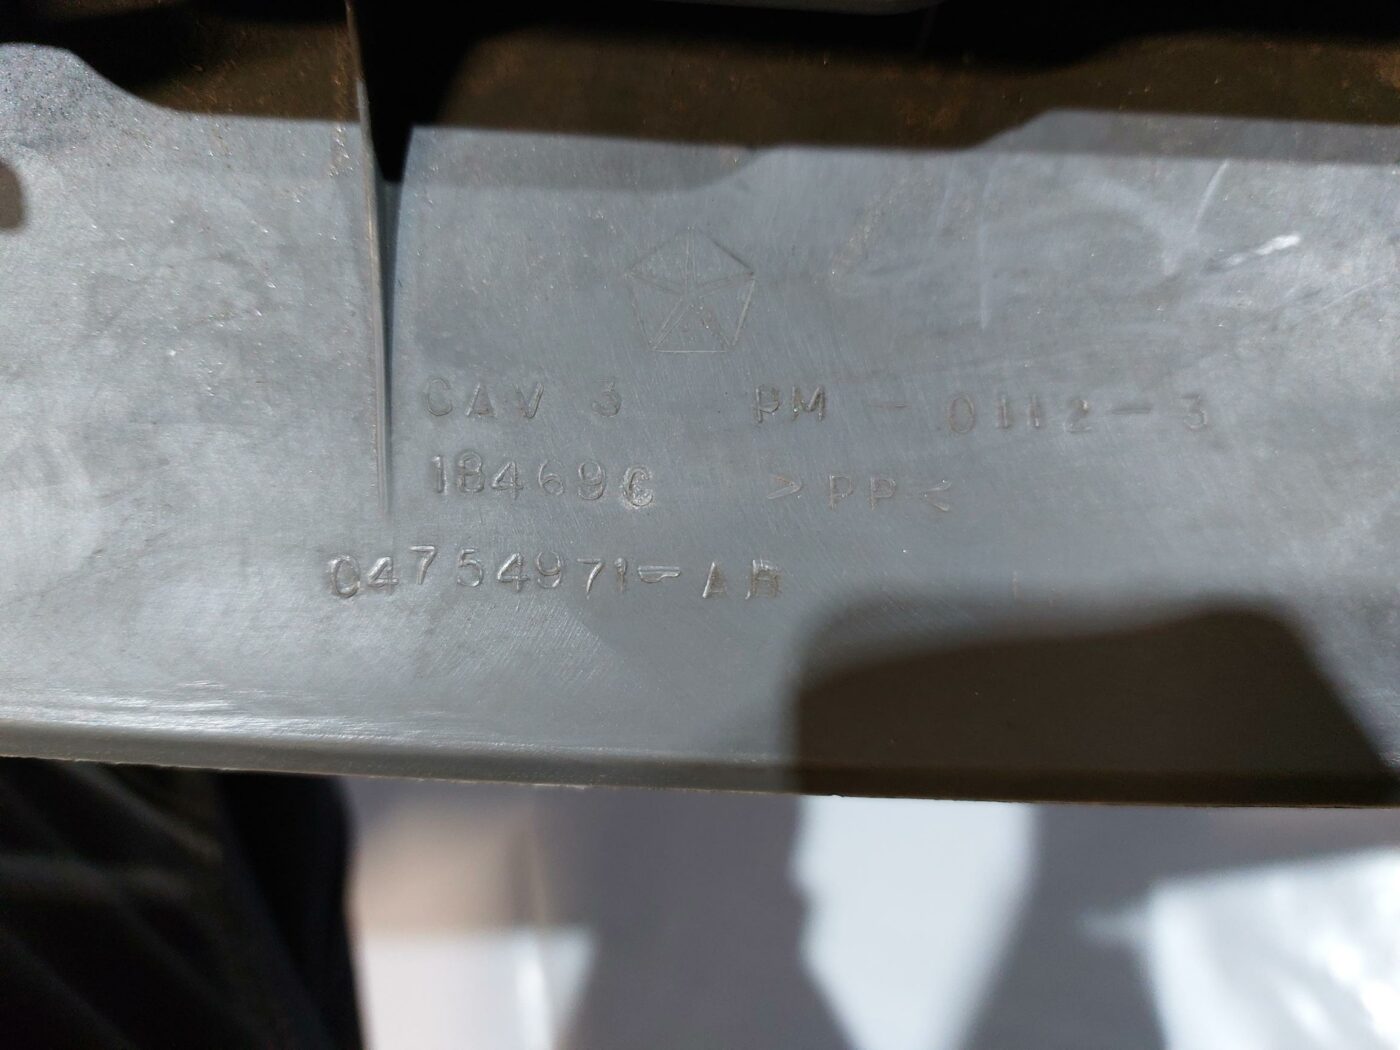 CAV 3 PM - 0112-3
18469C >PP<
04754971-AB